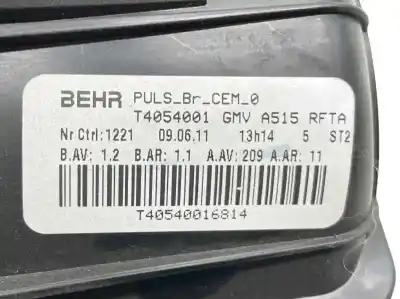 BEHR PULS_Br_CEM_0
T4054001 GMV A515 RFTA
Nr Ctrl:1221 09.06.11 13h14 5 ST2
B.AV: 1.2 B.AR: 1.1 A.AV: 209 A.AR: 11
T40540016814